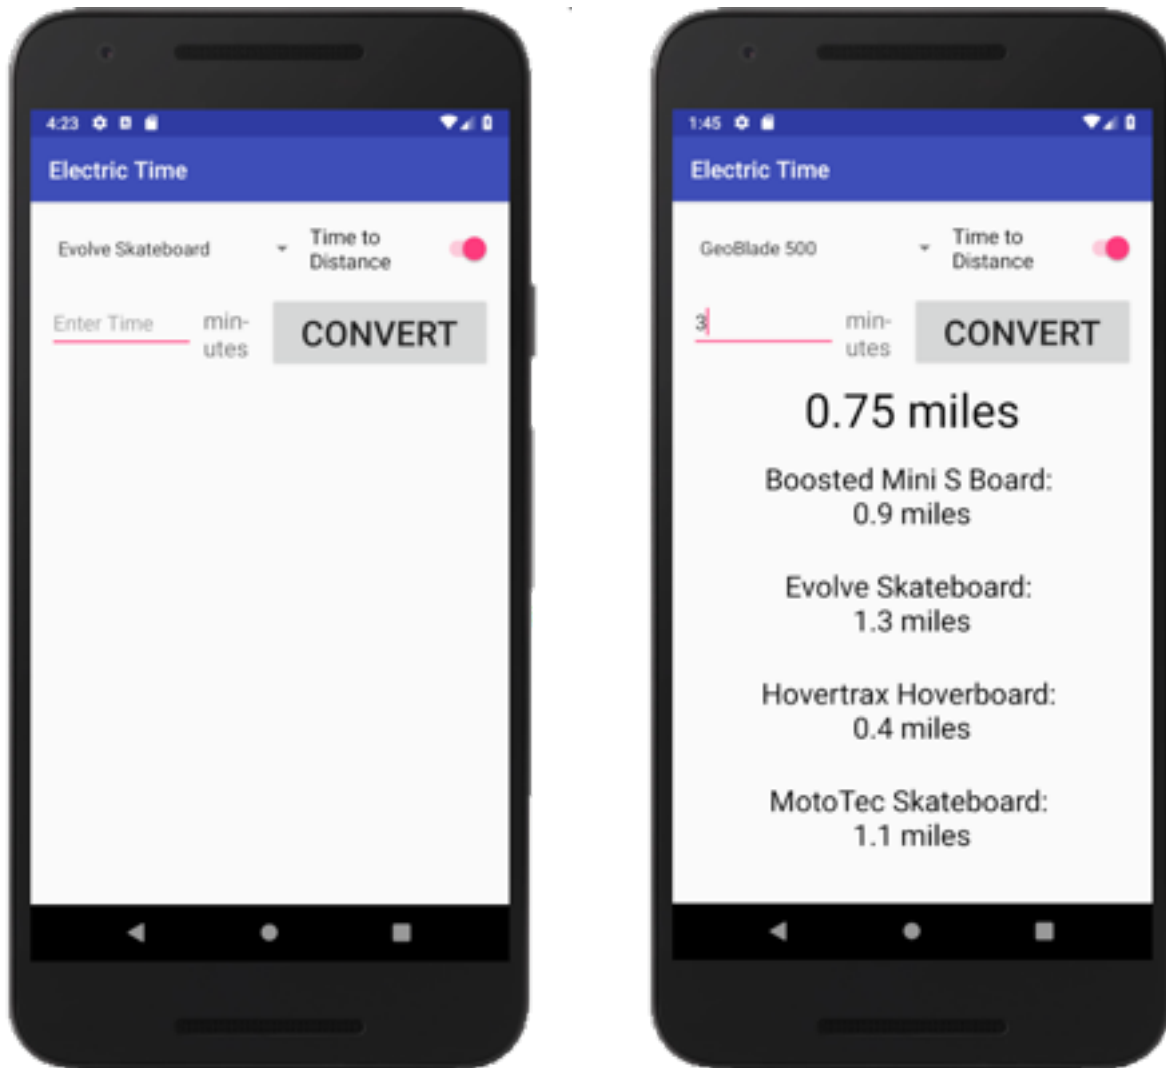 4:23
Electric Time
Evolve Skateboard
Time to
Distance
Enter Time
min-
utes
CONVERT
1:45
Electric Time
GeoBlade 500
Time to
Distance
3
min-
utes
CONVERT
0.75 miles
Boosted Mini S Board:
0.9 miles
Evolve Skateboard:
1.3 miles
Hovertrax Hoverboard:
0.4 miles
MotoTec Skateboard:
1.1 miles